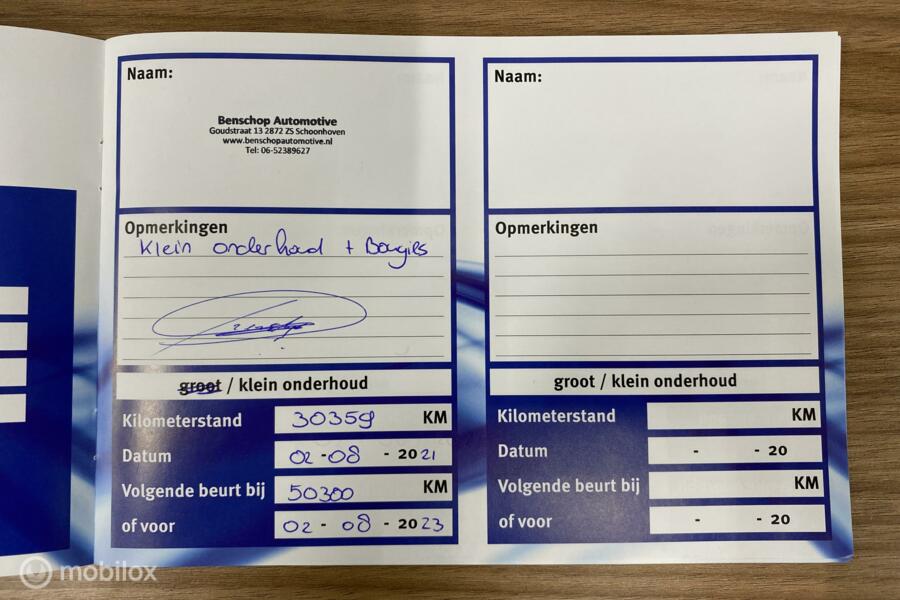 Naam:
Benschop Automotive
Goudstraat 13 2872 ZS Schoonhoven
www.benschopautomotive.nl
Tel: 06-52389627
Opmerkingen
Klein onderhoud + Bougies
groot / klein onderhoud
Kilometerstand 30359 KM
Datum 02 - 08 - 2021
Volgende beurt bij 50300 KM
of voor 02 - 08 - 2023
Naam:
Opmerkingen
groot / klein onderhoud
Kilometerstand KM
Datum - - 20
Volgende beurt bij KM
of voor - - 20
mobilox